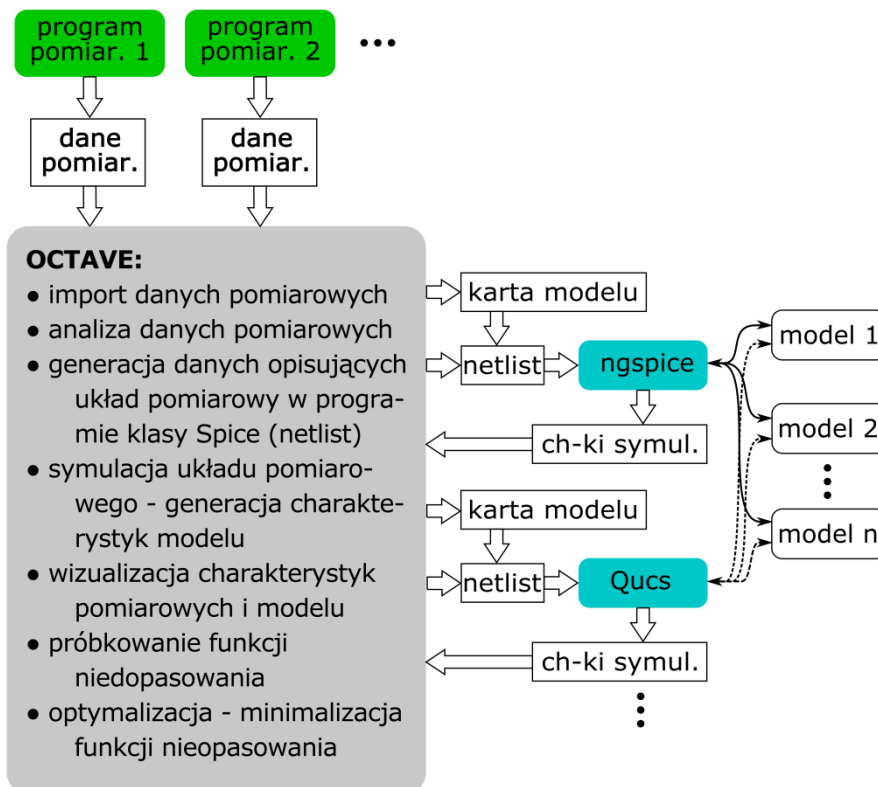 program
pomiar. 1
program
pomiar. 2
•••
dane
pomiar.
dane
pomiar.
OCTAVE:
● import danych pomiarowych
● analiza danych pomiarowych
● generacja danych opisujących
układ pomiarowy w progra-
mie klasy Spice (netlist)
● symulacja układu pomiaro-
wego - generacja charakte-
rystyk modelu
● wizualizacja charakterystyk
pomiarowych i modelu
● próbkowanie funkcji
niedopasowania
● optymalizacja - minimalizacja
funkcji nieopasowania
karta modelu
netlist
ngspice
ch-ki symul.
karta modelu
netlist
Qucs
ch-ki symul.
model 1
model 2
model n